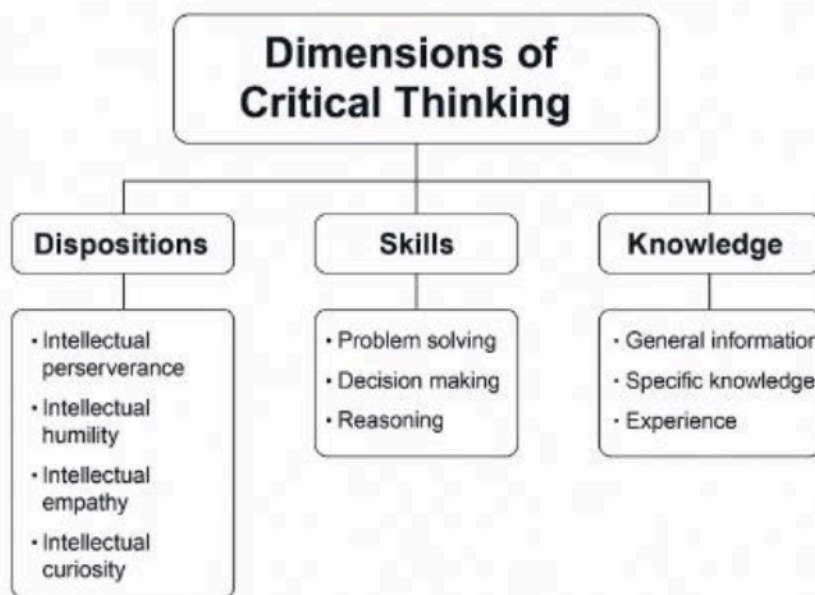 Dimensions of
Critical Thinking
Dispositions
Skills
Knowledge
• Intellectual
perserverance
• Intellectual
humility
• Intellectual
empathy
• Intellectual
curiosity
• Problem solving
• Decision making
• Reasoning
• General information
• Specific knowledge
• Experience